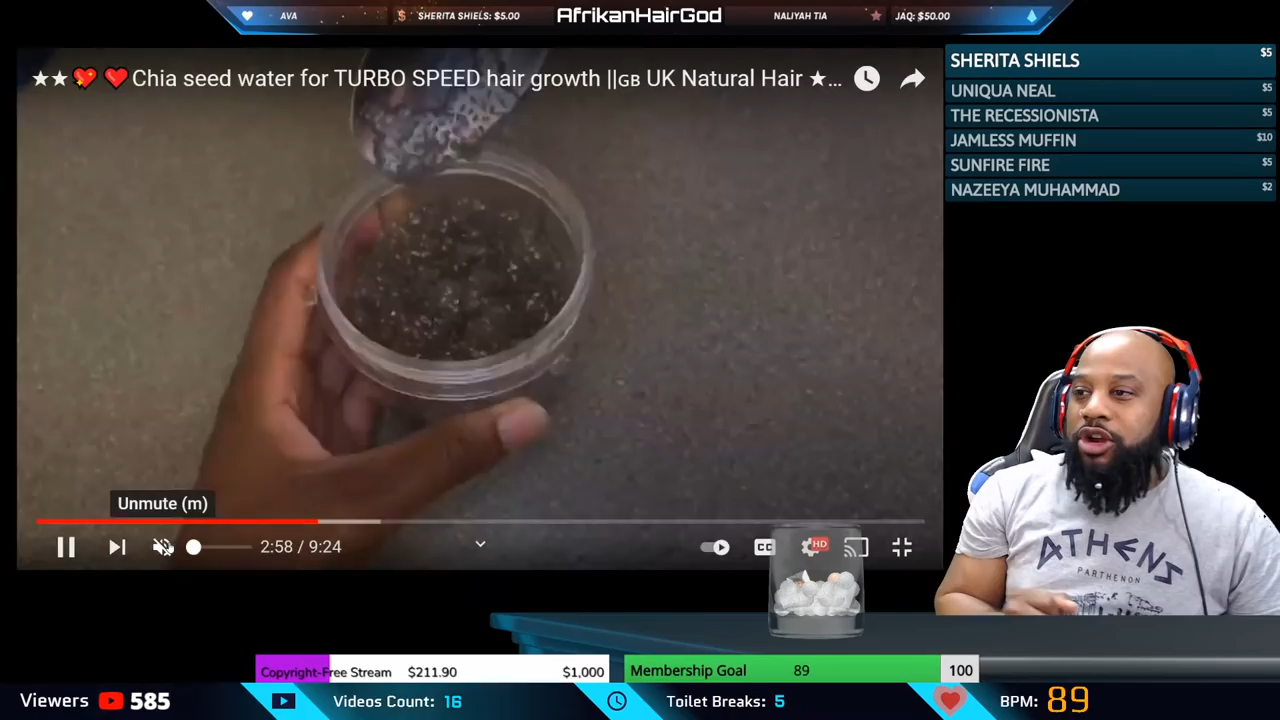 AVA
$ SHERITA SHIELS: $5.00
AfrikanHairGod
NALIYAH TIA
JAQ: $50.00
★★💖 ❤Chia seed water for TURBO SPEED hair growth ||GB UK Natural Hair ★...
SHERITA SHIELS $5
UNIQUA NEAL $5
THE RECESSIONISTA $5
JAMLESS MUFFIN $10
SUNFIRE FIRE $5
NAZEEYA MUHAMMAD $2
Unmute (m)
2:58 / 9:24
CC
HD
ATHENS
PARTHENON
Copyright-Free Stream $211.90 $1,000
Membership Goal 89 100
Viewers 585
Videos Count: 16
Toilet Breaks: 5
BPM: 89